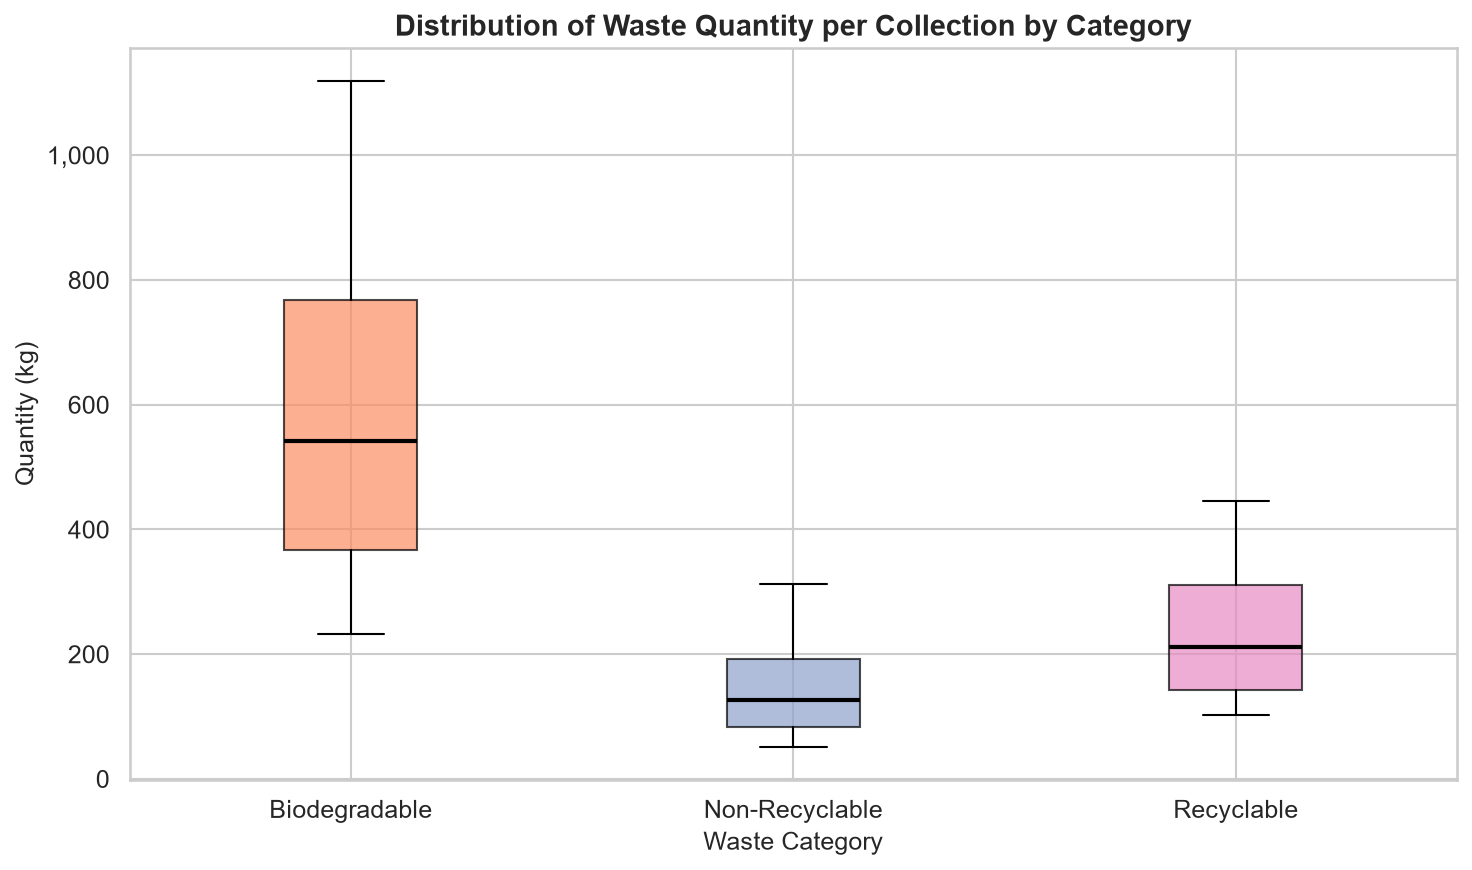 Distribution of Waste Quantity per Collection by Category
Quantity (kg)
1,000
800
600
400
200
0
Biodegradable
Non-Recyclable
Recyclable
Waste Category